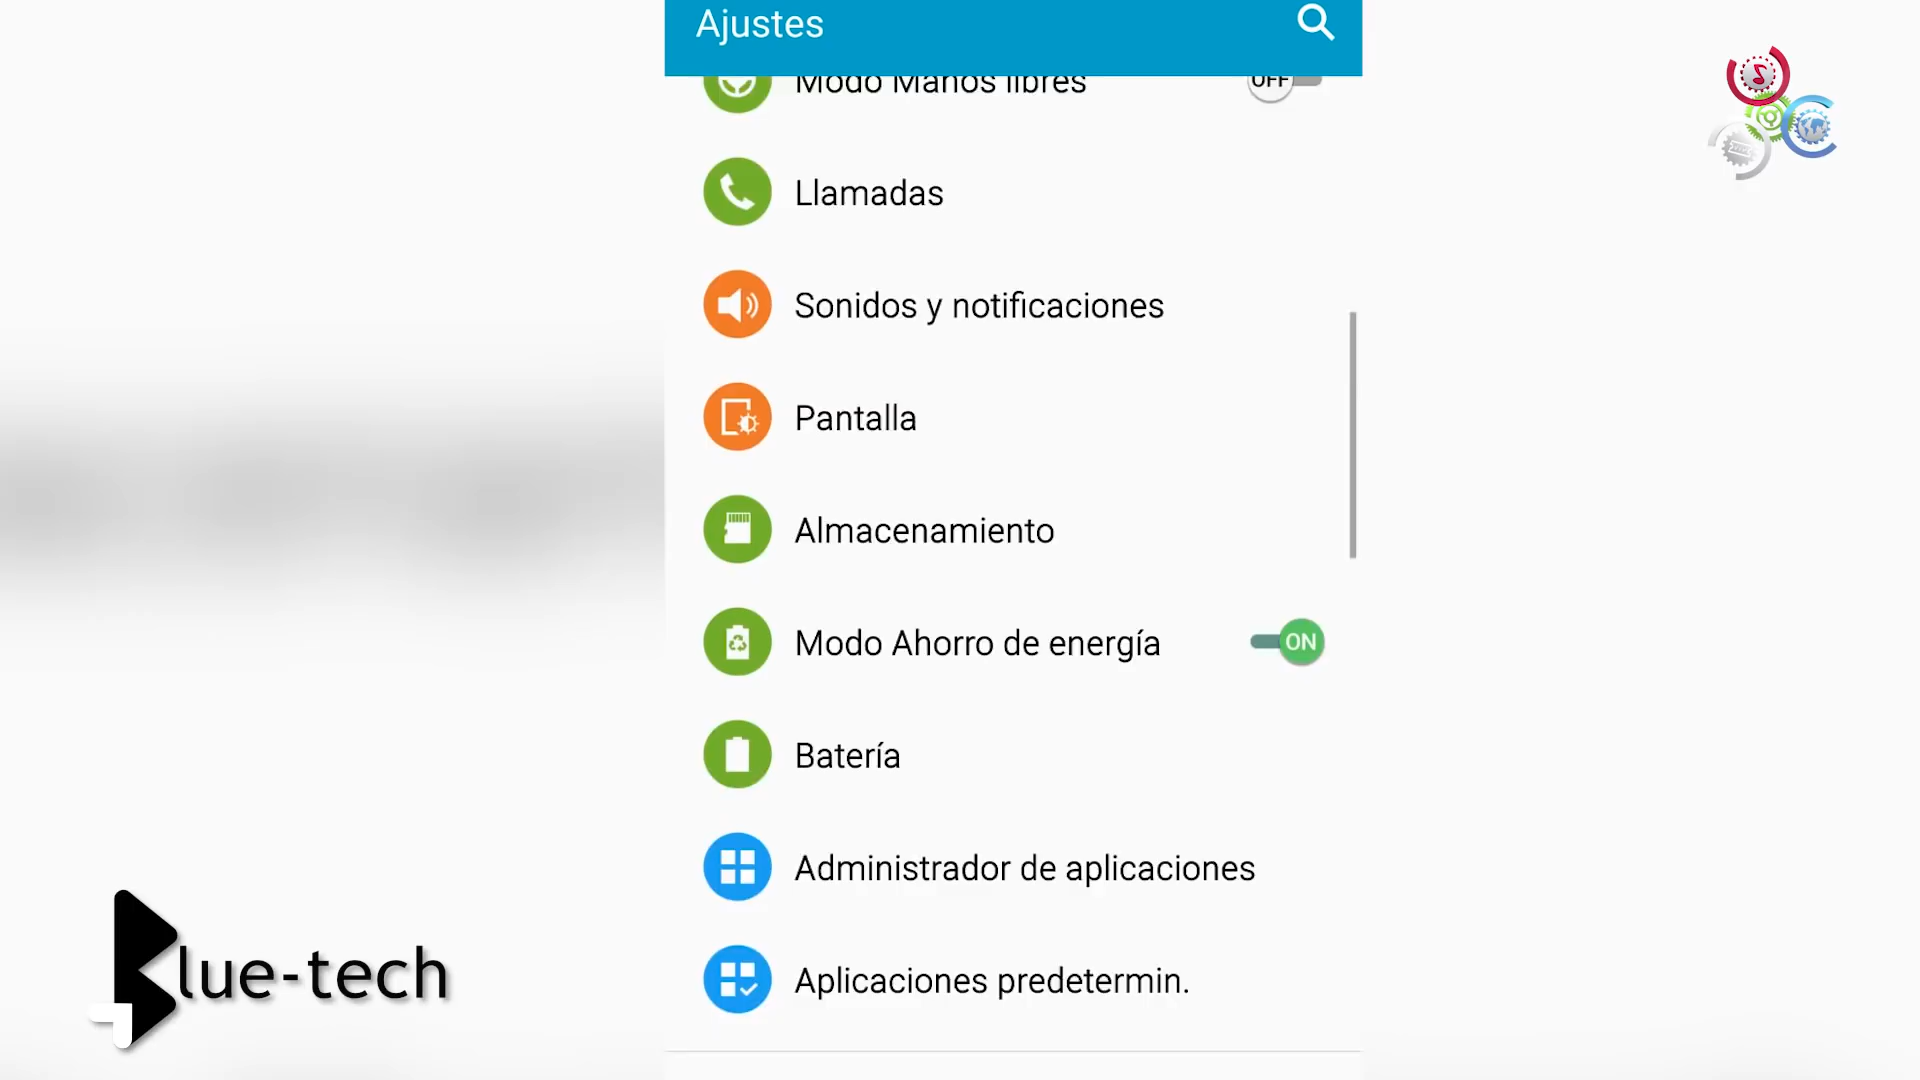 Ajustes
Modo Manos libres
OFF
Llamadas
Sonidos y notificaciones
Pantalla
Almacenamiento
Modo Ahorro de energía
ON
Batería
Administrador de aplicaciones
Aplicaciones predetermin.
Blue-tech